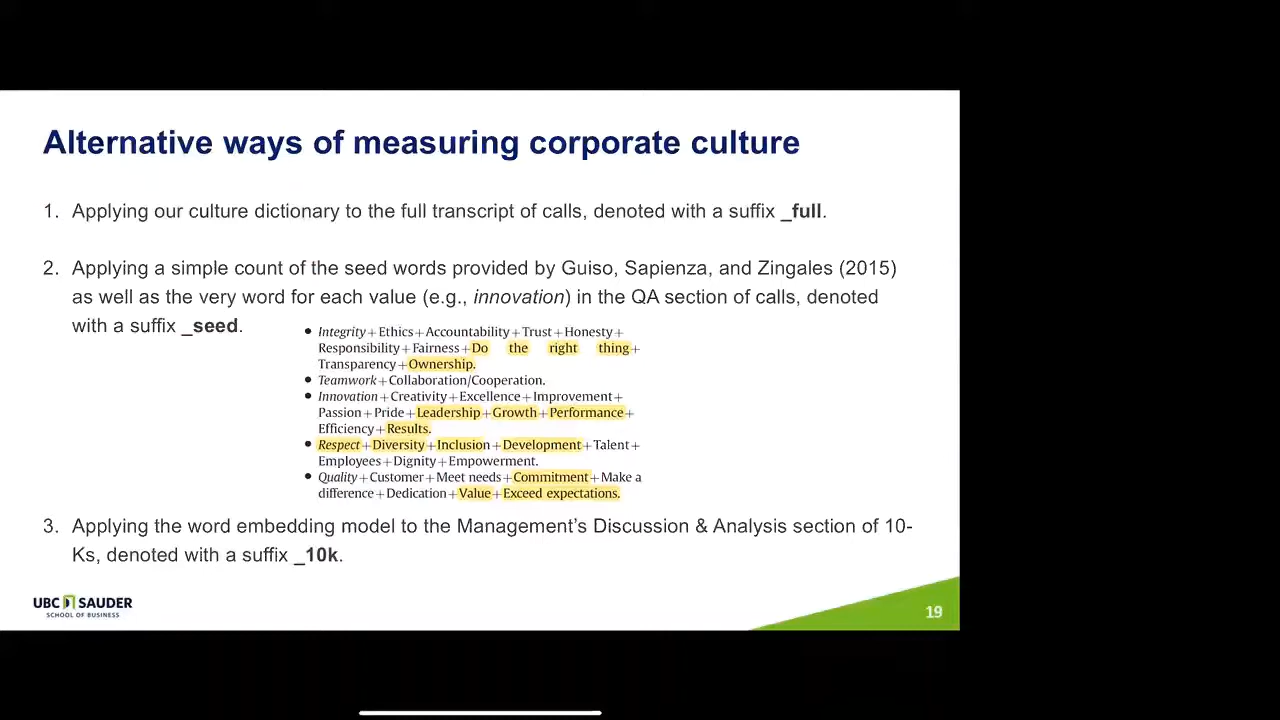 Alternative ways of measuring corporate culture
1. Applying our culture dictionary to the full transcript of calls, denoted with a suffix _full.
2. Applying a simple count of the seed words provided by Guiso, Sapienza, and Zingales (2015)
as well as the very word for each value (e.g., innovation) in the QA section of calls, denoted
with a suffix _seed.
• Integrity+Ethics+Accountability+Trust+Honesty+
Responsibility+Fairness+Do the right thing+
Transparency+Ownership.
• Teamwork+Collaboration/Cooperation.
• Innovation+Creativity+Excellence+Improvement+
Passion+Pride+Leadership+Growth+Performance+
Efficiency+Results.
• Respect+Diversity+Inclusion+Development+Talent+
Employees+Dignity+Empowerment.
• Quality+Customer+Meet needs+Commitment+Make a
difference+Dedication+Value+Exceed expectations.
3. Applying the word embedding model to the Management’s Discussion & Analysis section of 10-
Ks, denoted with a suffix _10k.
UBC SAUDER
SCHOOL OF BUSINESS
19